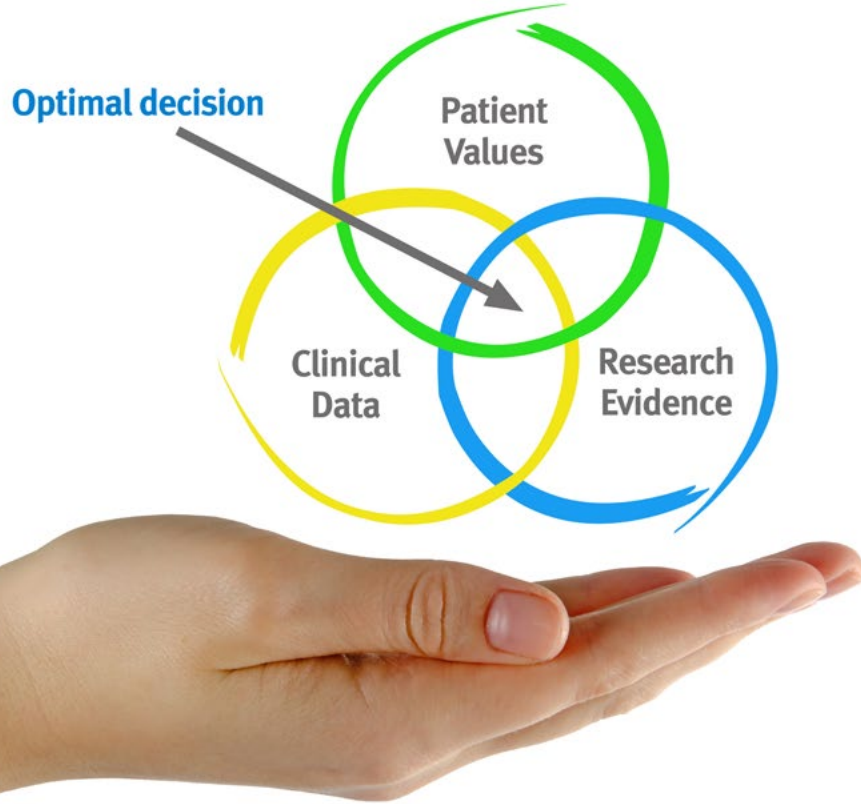 Optimal decision
Patient
Values
Clinical
Data
Research
Evidence